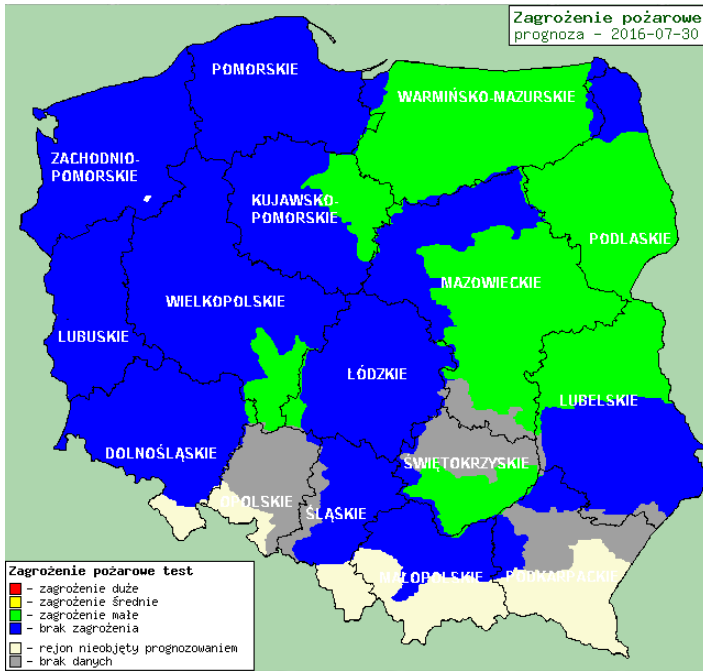 Zagrożenie pożarowe
prognoza - 2016-07-30
POMORSKIE
WARMIŃSKO-MAZURSKIE
ZACHODNIO-
POMORSKIE
KUJAWSKO-
POMORSKIE
PODLASKIE
MAZOWIECKIE
WIELKOPOLSKIE
LUBUSKIE
ŁÓDZKIE
LUBELSKIE
DOLNOŚLĄSKIE
ŚWIĘTOKRZYSKIE
OPOLSKIE
ŚLĄSKIE
MAŁOPOLSKIE
PODKARPACKIE
Zagrożenie pożarowe test
- zagrożenie duże
- zagrożenie średnie
- zagrożenie małe
- brak zagrożenia
- rejon nieobjęty prognozowaniem
- brak danych